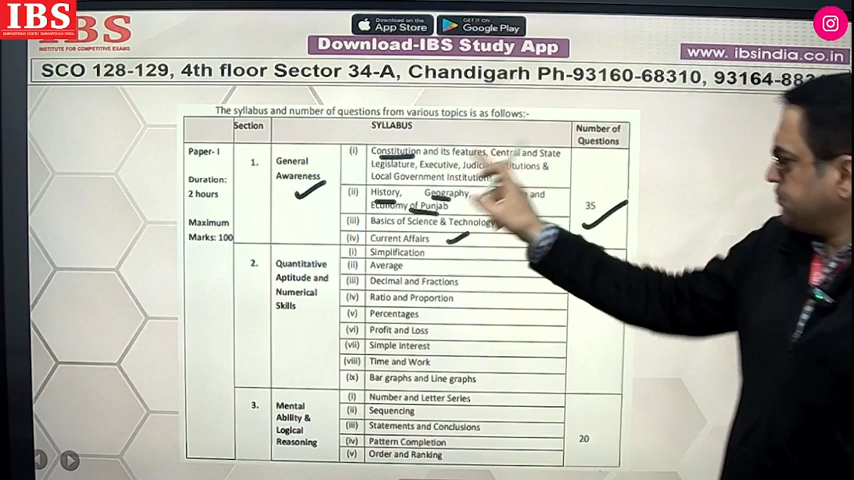 IBS
IBS
INSTITUTE FOR COMPETITIVE EXAMS
Download on the
App Store
GET IT ON
Google Play
Download-IBS Study App
www. ibsindia.co.in
SCO 128-129, 4th floor Sector 34-A, Chandigarh Ph-93160-68310, 93164-88
The syllabus and number of questions from various topics is as follows:-
Section
SYLLABUS
Number of
Questions
Paper- I
Duration:
2 hours
Maximum
Marks: 100
1.
General
Awareness
(i) Constitution and its features, Central and State
Legislature, Executive, Judicial Institutions &
Local Government Institutions
(ii) History, Geography, and
Economy of Punjab
(iii) Basics of Science & Technology
(iv) Current Affairs
35
2.
Quantitative
Aptitude and
Numerical
Skills
(i) Simplification
(ii) Average
(iii) Decimal and Fractions
(iv) Ratio and Proportion
(v) Percentages
(vi) Profit and Loss
(vii) Simple Interest
(viii) Time and Work
(ix) Bar graphs and Line graphs
3.
Mental
Ability &
Logical
Reasoning
(i) Number and Letter Series
(ii) Sequencing
(iii) Statements and Conclusions
(iv) Pattern Completion
(v) Order and Ranking
20